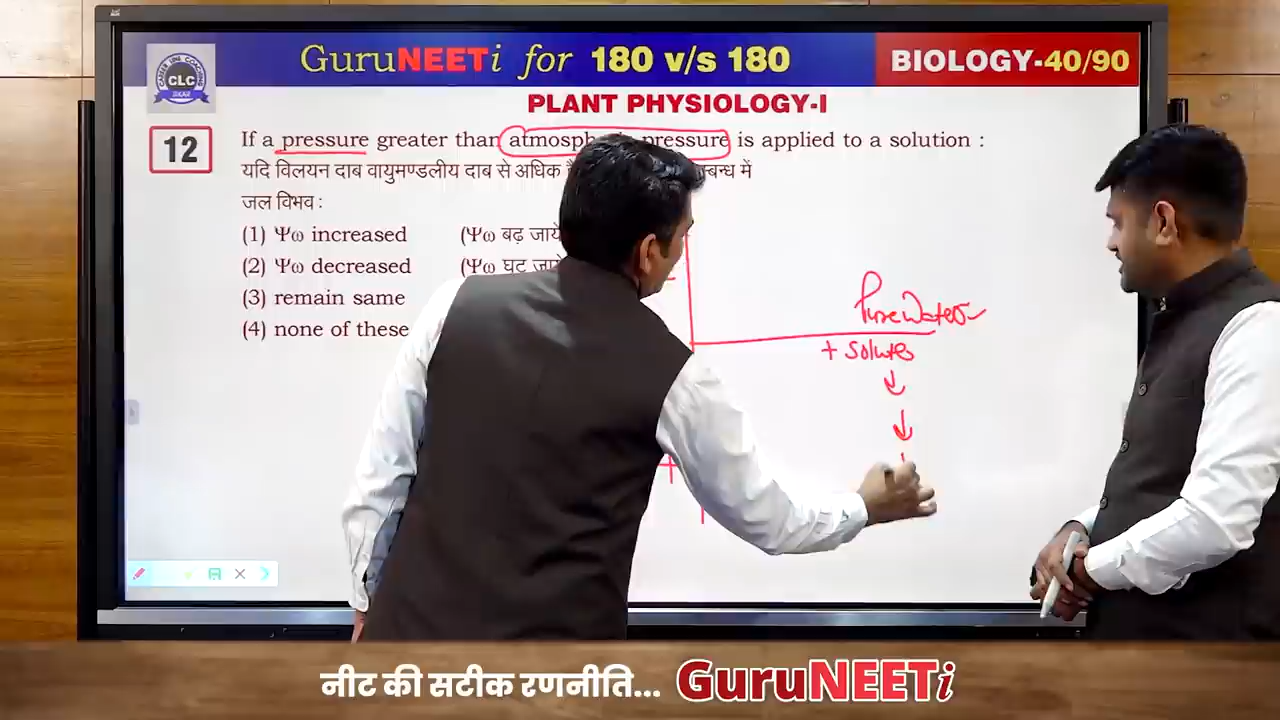 CLC
GuruNEETi for 180 v/s 180
BIOLOGY-40/90
PLANT PHYSIOLOGY-I
12
If a pressure greater than pressure is applied to a solution :
यदि विलयन दाब वायुमण्डलीय दाब से अधिक में
जल विभव :
(1) Ψω increased (Ψω बढ़
(2) Ψω decreased (Ψω घट
(3) remain same
(4) none of these
Pure Water
+ Solutes
नीट की सटीक रणनीति... GuruNEETi